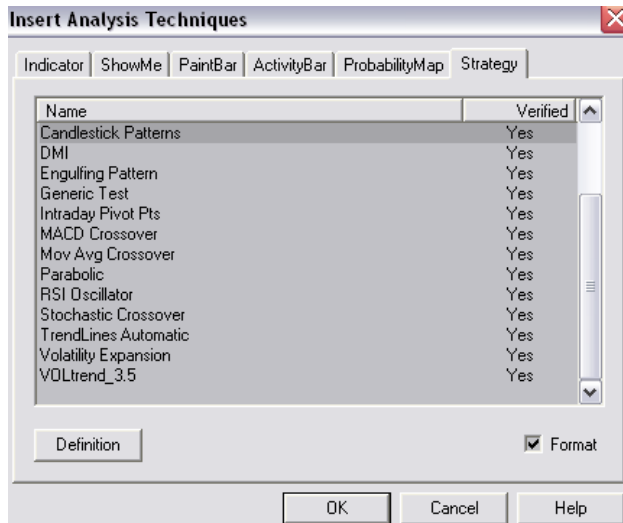 Insert Analysis Techniques
Indicator ShowMe PaintBar ActivityBar ProbabilityMap Strategy
Name Verified
Candlestick Patterns Yes
DMI Yes
Engulfing Pattern Yes
Generic Test Yes
Intraday Pivot Pts Yes
MACD Crossover Yes
Mov Avg Crossover Yes
Parabolic Yes
RSI Oscillator Yes
Stochastic Crossover Yes
TrendLines Automatic Yes
Volatility Expansion Yes
VOLtrend_3.5 Yes
Definition Format
OK Cancel Help